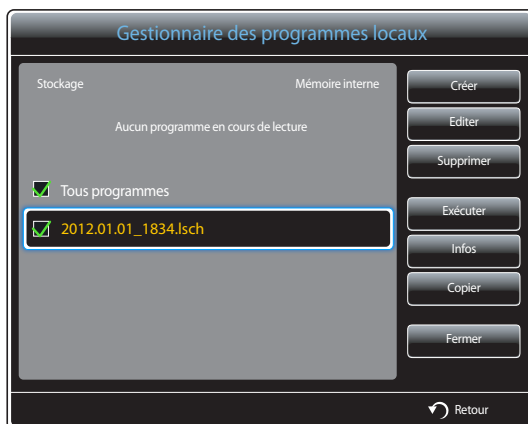 Gestionnaire des programmes locaux
Stockage Mémoire interne
Aucun programme en cours de lecture
Tous programmes
2012.01.01_1834.lsch
Créer
Editer
Supprimer
Exécuter
Infos
Copier
Fermer
Retour